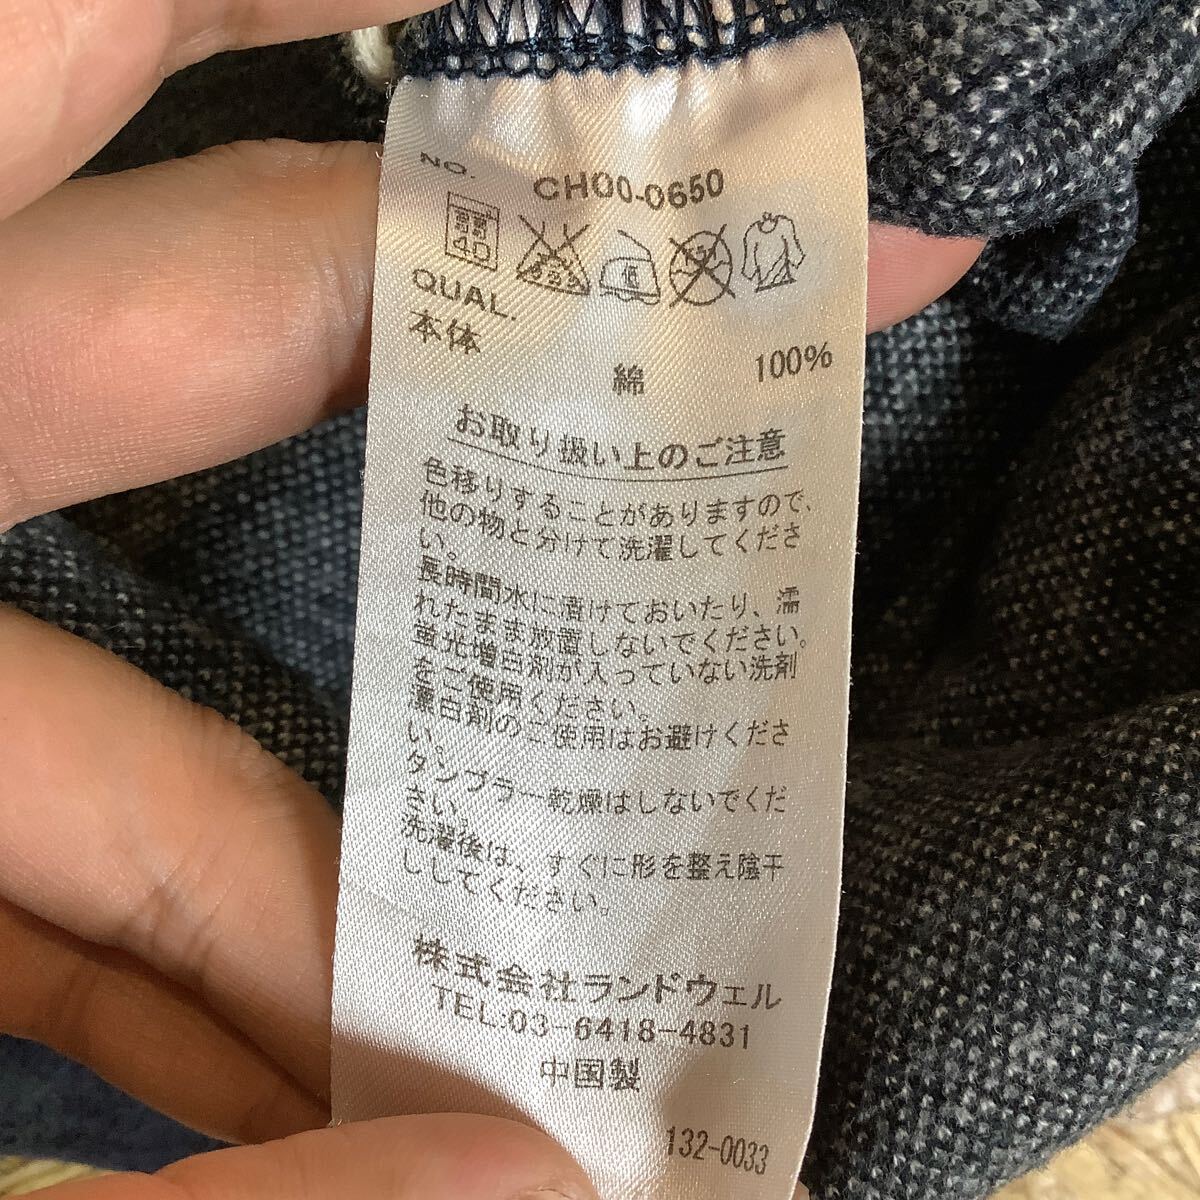 NO. CH00-0650
40
QUAL.
本体
綿 100%
お取り扱い上のご注意
色移りすることがありますので、
他の物と分けて洗濯してくださ
い。
長時間水に漬けておいたり、濡
れたまま放置しないでください。
蛍光増白剤が入っていない洗剤
をご使用ください。
漂白剤のご使用はお避けくださ
い。
タンブラー乾燥はしないでくだ
さい。
洗濯後は、すぐに形を整え陰干
ししてください。
株式会社ランドウェル
TEL:03-6418-4831
中国製
132-0033